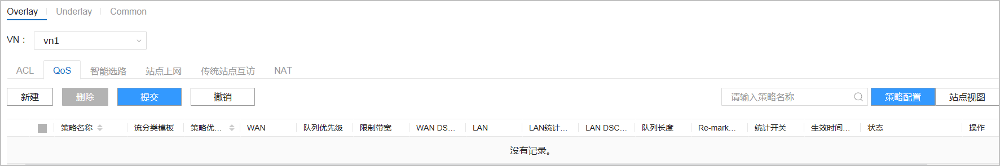 Overlay Underlay Common
VN： vn1
ACL QoS 智能选路 站点上网 传统站点互访 NAT
新建 删除 提交 撤销 请输入策略名称 策略配置 站点视图
策略名称 流分类模板 策略优... WAN 队列优先级 限制带宽 WAN DS... LAN LAN统计... LAN DSC... 队列长度 Re-mark... 统计开关 生效时间... 状态 操作
没有记录。